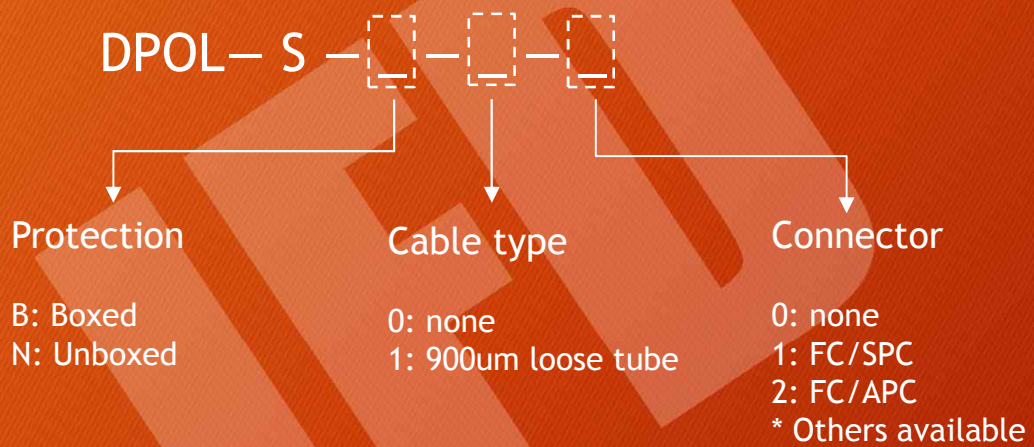 DPOL— S — _ — _ — _
Protection
B: Boxed
N: Unboxed
Cable type
0: none
1: 900um loose tube
Connector
0: none
1: FC/SPC
2: FC/APC
* Others available